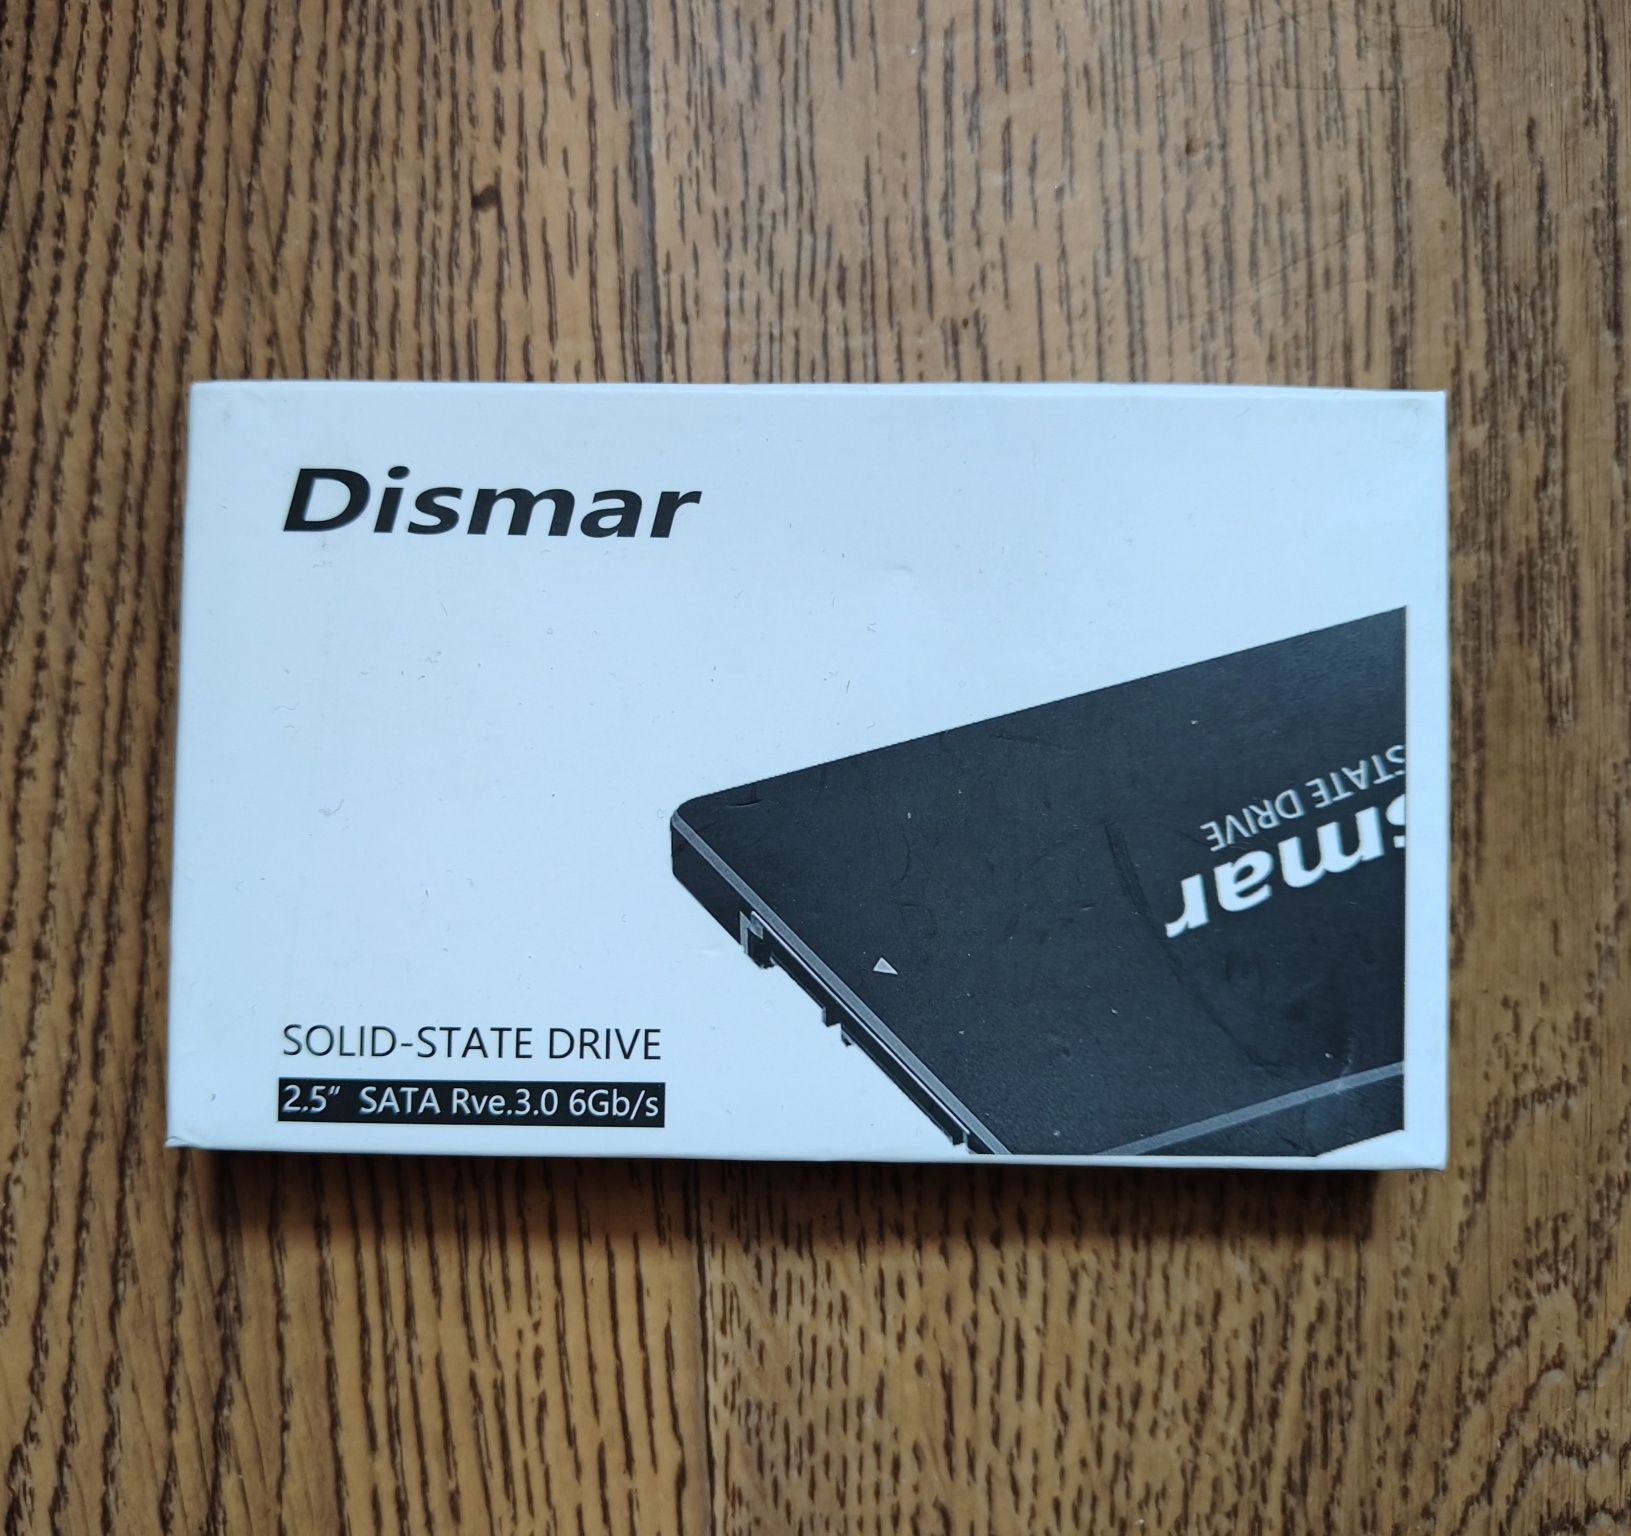 Dismar
STATE DRIVE
smar
SOLID-STATE DRIVE
2.5” SATA Rve.3.0 6Gb/s